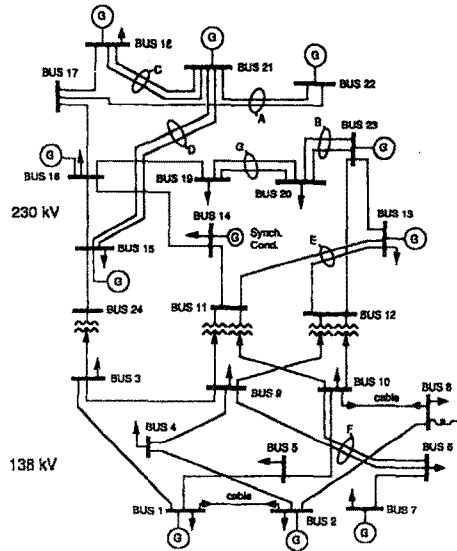 G
G
G
BUS 18
C
BUS 21
BUS 17
BUS 22
A
B
BUS 23
G
D
G
BUS 16
G
BUS 19
BUS 20
230 kV
BUS 14
G
Synch.
Cond.
BUS 13
G
BUS 15
E
G
BUS 24
BUS 11
BUS 12
BUS 3
BUS 9
BUS 10
BUS 6
cable
BUS 4
F
138 kV
BUS 5
BUS 8
cable
BUS 7
BUS 1
BUS 2
G
G
G